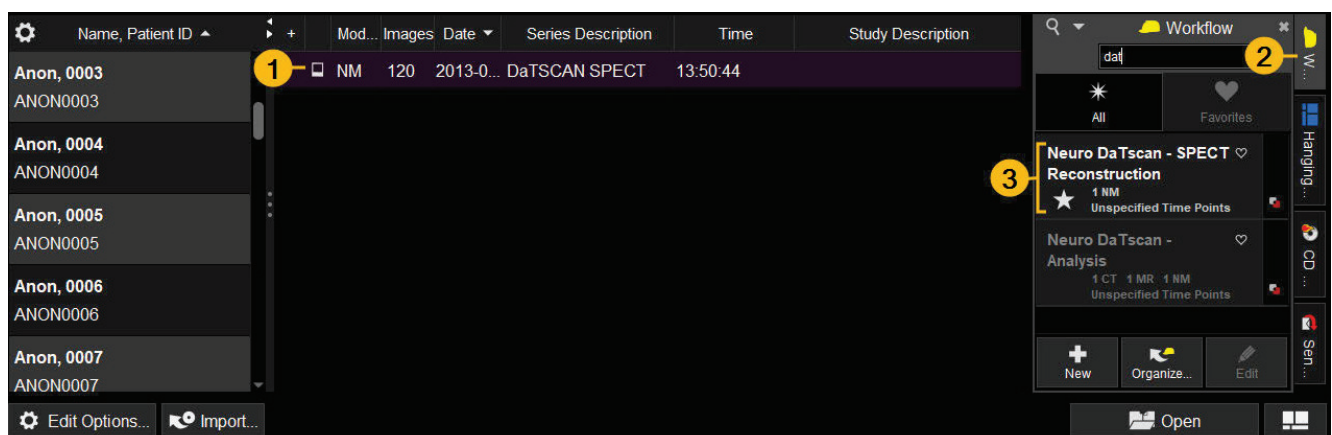 Name, Patient ID
+ Mod... Images Date Series Description Time Study Description
Workflow
dat
2
W...
Anon, 0003
ANON0003
1
NM 120 2013-0... DaTSCAN SPECT 13:50:44
All
Favorites
Hanging...
Anon, 0004
ANON0004
3
Neuro DaTscan - SPECT
Reconstruction
1 NM
Unspecified Time Points
Anon, 0005
ANON0005
Neuro DaTscan -
Analysis
1 CT 1 MR 1 NM
Unspecified Time Points
CD ...
Anon, 0006
ANON0006
Anon, 0007
ANON0007
New
Organize...
Edit
Sen...
Edit Options...
Import...
Open